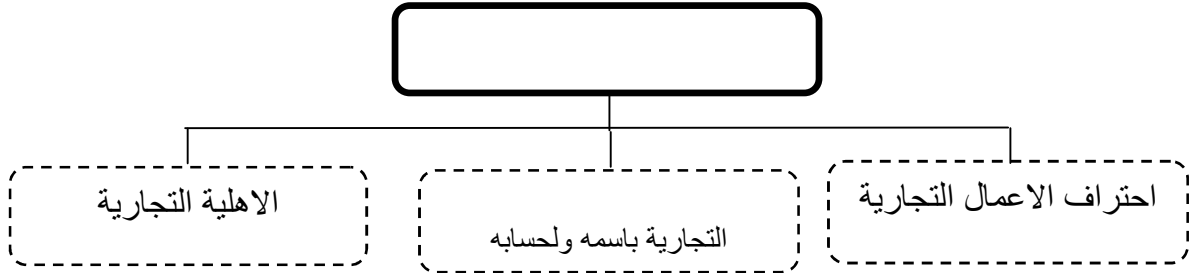 احتراف الاعمال التجارية
التجارية باسمه ولحسابه
الاهلية التجارية